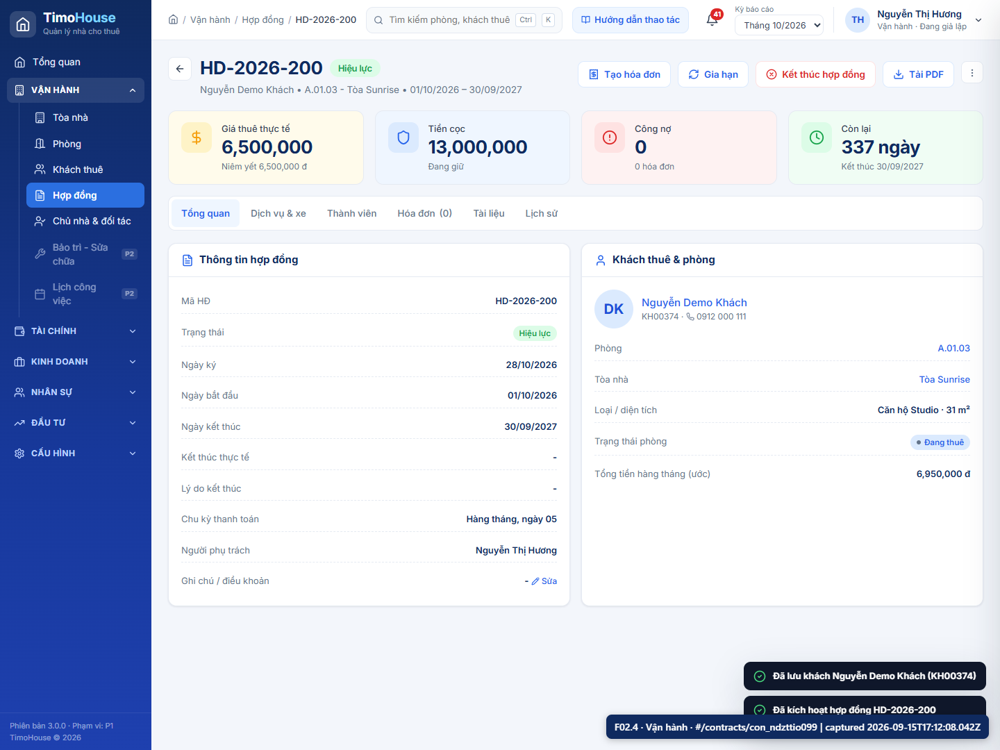 TimoHouse
Quản lý nhà cho thuê
Tổng quan
VẬN HÀNH
Tòa nhà
Phòng
Khách thuê
Hợp đồng
Chủ nhà & đối tác
Bảo trì - Sửa chữa P2
Lịch công việc P2
TÀI CHÍNH
KINH DOANH
NHÂN SỰ
ĐẦU TƯ
CẤU HÌNH
Phiên bản 3.0.0 · Phạm vi: P1
TimoHouse © 2026
/ Vận hành / Hợp đồng / HD-2026-200
Tìm kiếm phòng, khách thuê Ctrl K
Hướng dẫn thao tác
41
Kỳ báo cáo
Tháng 10/2026
TH
Nguyễn Thị Hương
Vận hành · Đang giả lập
HD-2026-200 Hiệu lực
Nguyễn Demo Khách • A.01.03 - Tòa Sunrise • 01/10/2026 – 30/09/2027
Tạo hóa đơn
Gia hạn
Kết thúc hợp đồng
Tải PDF
Giá thuê thực tế
6,500,000
Niêm yết 6,500,000 đ
Tiền cọc
13,000,000
Đang giữ
Công nợ
0
0 hóa đơn
Còn lại
337 ngày
Kết thúc 30/09/2027
Tổng quan Dịch vụ & xe Thành viên Hóa đơn (0) Tài liệu Lịch sử
Thông tin hợp đồng
Mã HĐ HD-2026-200
Trạng thái Hiệu lực
Ngày ký 28/10/2026
Ngày bắt đầu 01/10/2026
Ngày kết thúc 30/09/2027
Kết thúc thực tế -
Lý do kết thúc -
Chu kỳ thanh toán Hàng tháng, ngày 05
Người phụ trách Nguyễn Thị Hương
Ghi chú / điều khoản - Sửa
Khách thuê & phòng
DK
Nguyễn Demo Khách
KH00374 · 0912 000 111
Phòng A.01.03
Tòa nhà Tòa Sunrise
Loại / diện tích Căn hộ Studio · 31 m²
Trạng thái phòng Đang thuê
Tổng tiền hàng tháng (ước) 6,950,000 đ
Đã lưu khách Nguyễn Demo Khách (KH00374)
Đã kích hoạt hợp đồng HD-2026-200
F02.4 · Vận hành · #/contracts/con_ndzttio099 | captured 2026-09-15T17:12:08.042Z